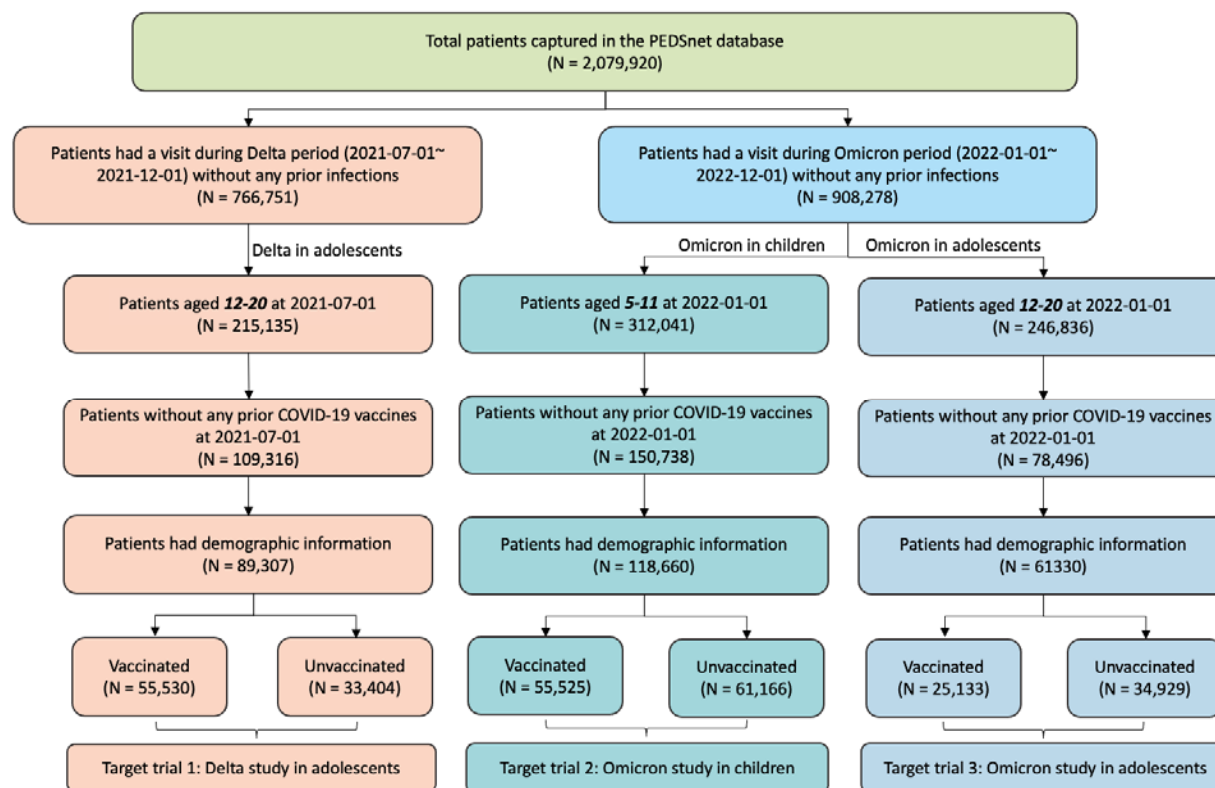 Total patients captured in the PEDSnet database
(N = 2,079,920)
Patients had a visit during Delta period (2021-07-01~
2021-12-01) without any prior infections
(N = 766,751)
Patients had a visit during Omicron period (2022-01-01~
2022-12-01) without any prior infections
(N = 908,278)
Delta in adolescents
Omicron in children
Omicron in adolescents
Patients aged 12-20 at 2021-07-01
(N = 215,135)
Patients aged 5-11 at 2022-01-01
(N = 312,041)
Patients aged 12-20 at 2022-01-01
(N = 246,836)
Patients without any prior COVID-19 vaccines
at 2021-07-01
(N = 109,316)
Patients without any prior COVID-19 vaccines
at 2022-01-01
(N = 150,738)
Patients without any prior COVID-19 vaccines
at 2022-01-01
(N = 78,496)
Patients had demographic information
(N = 89,307)
Patients had demographic information
(N = 118,660)
Patients had demographic information
(N = 61330)
Vaccinated
(N = 55,530)
Unvaccinated
(N = 33,404)
Vaccinated
(N = 55,525)
Unvaccinated
(N = 61,166)
Vaccinated
(N = 25,133)
Unvaccinated
(N = 34,929)
Target trial 1: Delta study in adolescents
Target trial 2: Omicron study in children
Target trial 3: Omicron study in adolescents